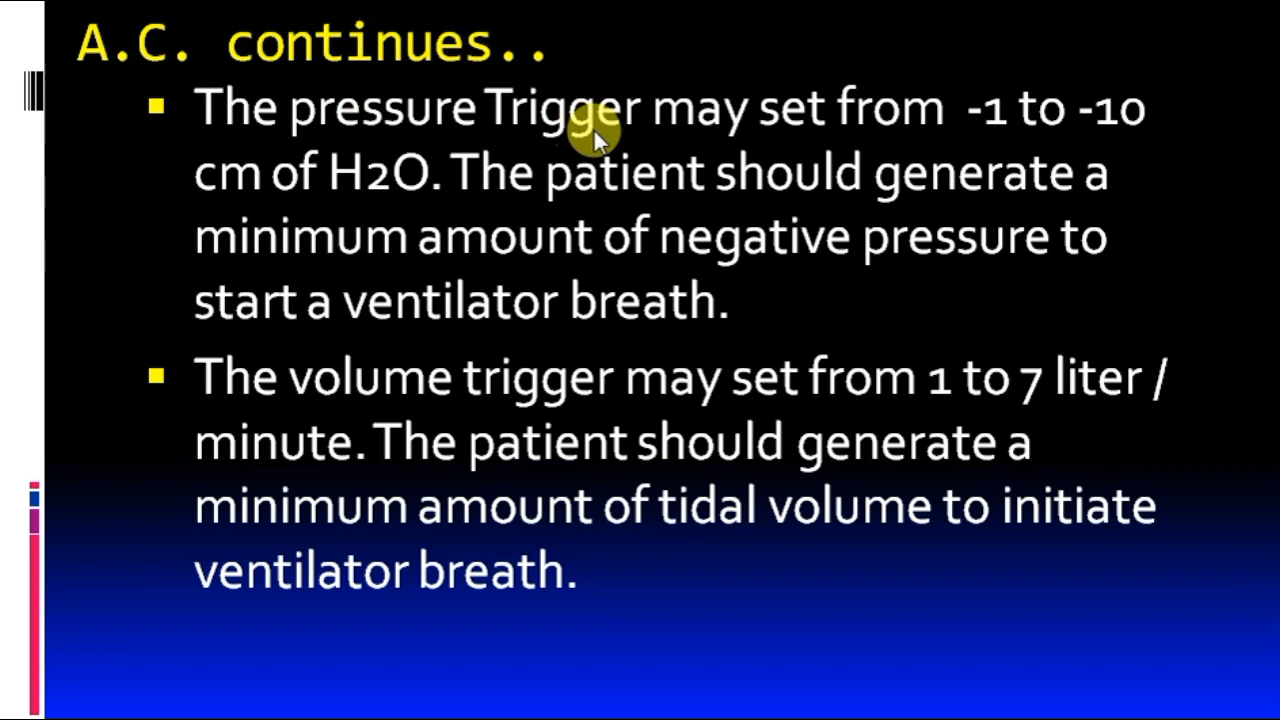 A.C. continues..
The pressure Trigger may set from -1 to -10
cm of H2O. The patient should generate a
minimum amount of negative pressure to
start a ventilator breath.
The volume trigger may set from 1 to 7 liter /
minute. The patient should generate a
minimum amount of tidal volume to initiate
ventilator breath.